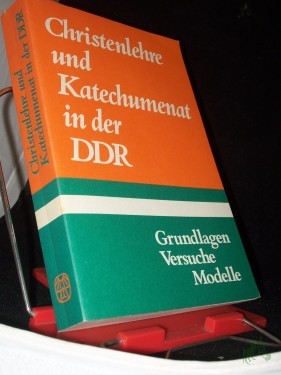 Christenlehre
und
Katechumenat
in der
DDR
Grundlagen
Versuche
Modelle
Christenlehre und
Katechumenat in der DDR